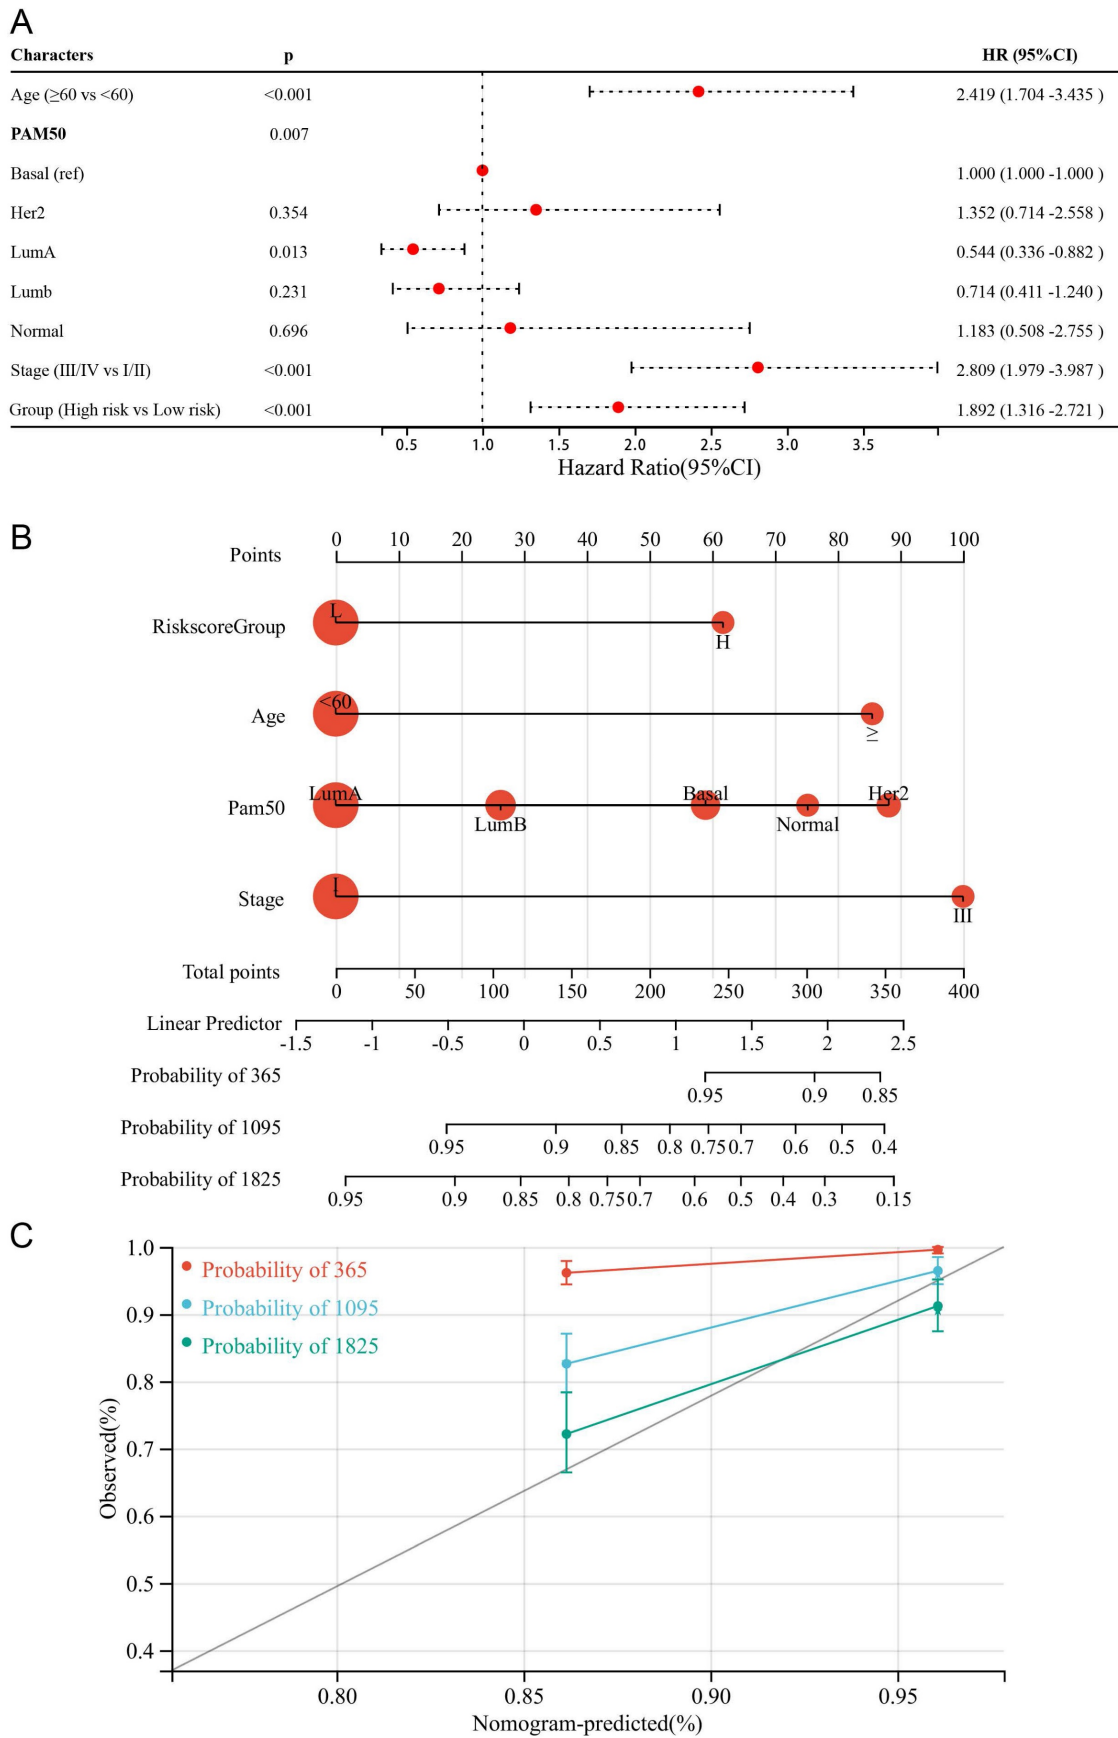 A
Characters p HR (95%CI)
Age (≥60 vs <60) <0.001 2.419 (1.704 -3.435 )
PAM50 0.007
Basal (ref) 1.000 (1.000 -1.000 )
Her2 0.354 1.352 (0.714 -2.558 )
LumA 0.013 0.544 (0.336 -0.882 )
Lumb 0.231 0.714 (0.411 -1.240 )
Normal 0.696 1.183 (0.508 -2.755 )
Stage (III/IV vs I/II) <0.001 2.809 (1.979 -3.987 )
Group (High risk vs Low risk) <0.001 1.892 (1.316 -2.721 )
0.5 1.0 1.5 2.0 2.5 3.0 3.5
Hazard Ratio(95%CI)
B
0 10 20 30 40 50 60 70 80 90 100
Points
L
RiskscoreGroup
H
<60
Age
≥
LumA Basal Her2
Pam50
LumB Normal
I
Stage
III
Total points
0 50 100 150 200 250 300 350 400
Linear Predictor
-1.5 -1 -0.5 0 0.5 1 1.5 2 2.5
Probability of 365
0.95 0.9 0.85
Probability of 1095
0.95 0.9 0.85 0.8 0.75 0.7 0.6 0.5 0.4
Probability of 1825
0.95 0.9 0.85 0.8 0.75 0.7 0.6 0.5 0.4 0.3 0.15
C
1.0
Probability of 365
Probability of 1095
0.9
Probability of 1825
0.8
0.7
Observed(%)
0.6
0.5
0.4
0.80 0.85 0.90 0.95
Nomogram-predicted(%)